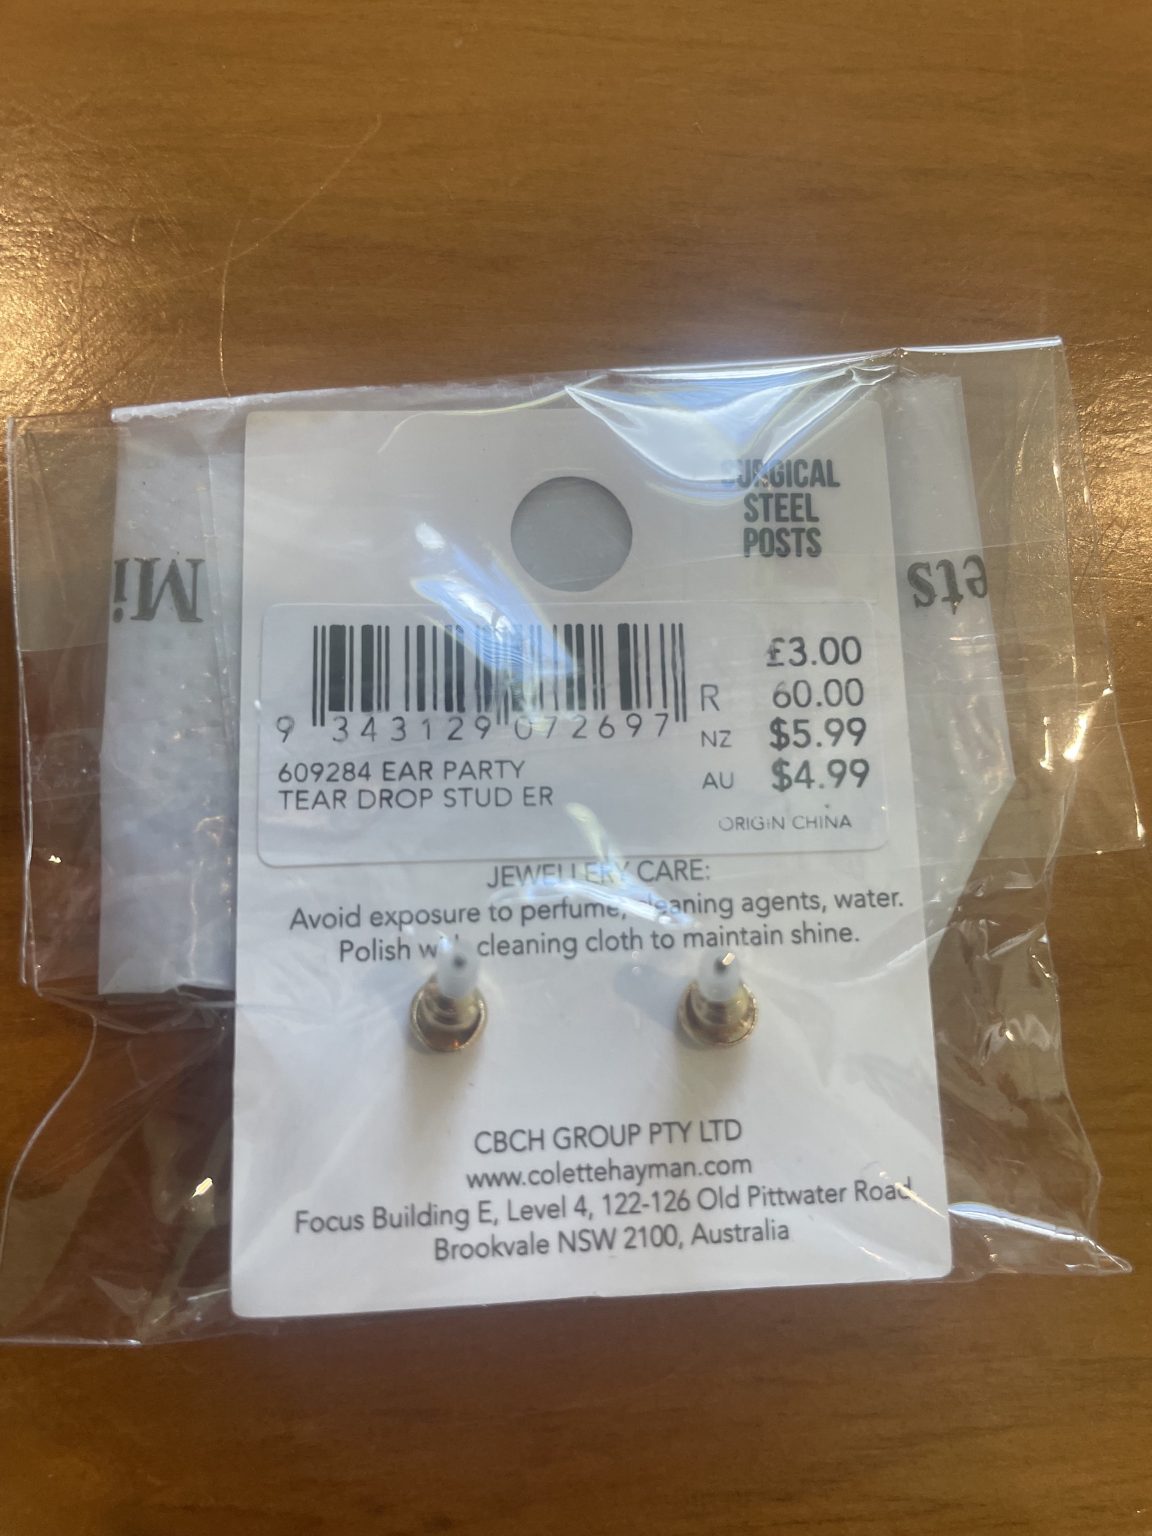 SURGICAL
STEEL
POSTS
Mi
ets
£3.00
R 60.00
9 343129 072697
NZ $5.99
609284 EAR PARTY
TEAR DROP STUD ER
AU $4.99
ORIGIN CHINA
JEWELLERY CARE:
Avoid exposure to perfume, cleaning agents, water.
Polish with cleaning cloth to maintain shine.
CBCH GROUP PTY LTD
www.colettehayman.com
Focus Building E, Level 4, 122-126 Old Pittwater Road
Brookvale NSW 2100, Australia